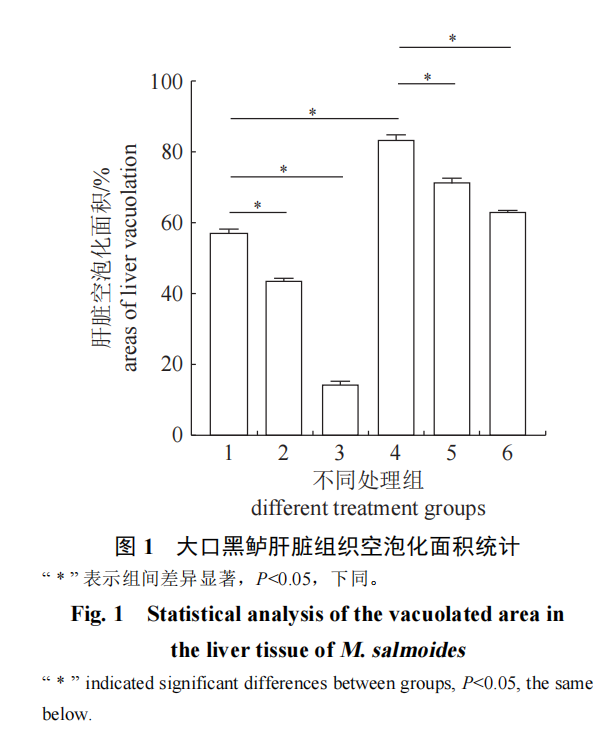 *
*
100
*
80
*
*
60
40
20
0
肝脏空泡化面积/%
areas of liver vacuolation
1 2 3 4 5 6
不同处理组
different treatment groups
图 1 大口黑鲈肝脏组织空泡化面积统计
“ * ” 表示组间差异显著，P<0.05，下同。
Fig. 1 Statistical analysis of the vacuolated area in
the liver tissue of M. salmoides
“ * ” indicated significant differences between groups, P<0.05, the same
below.